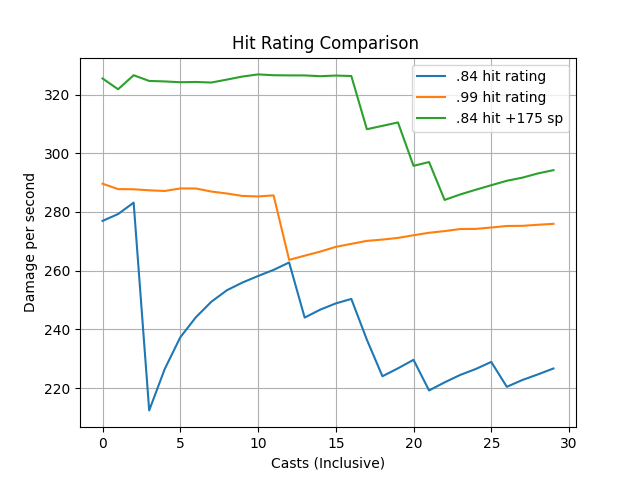 Hit Rating Comparison
.84 hit rating
.99 hit rating
.84 hit +175 sp
Damage per second
320
300
280
260
240
220
0 5 10 15 20 25 30
Casts (Inclusive)